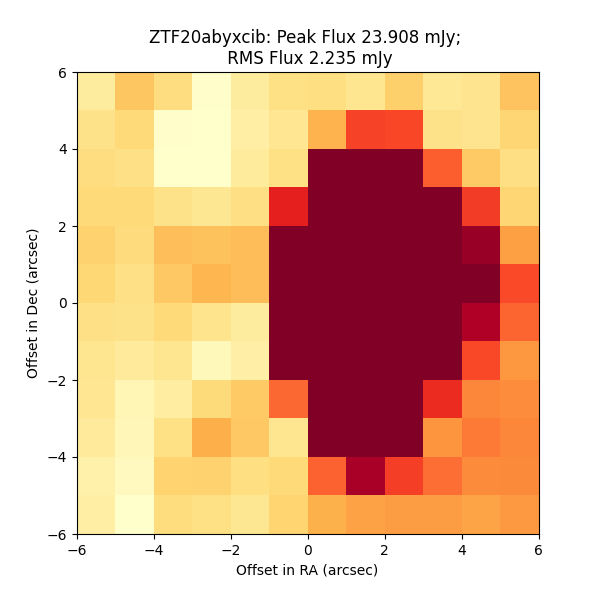 ZTF20abyxcib: Peak Flux 23.908 mJy;
RMS Flux 2.235 mJy
6
4
2
0
−2
−4
−6
Offset in Dec (arcsec)
−6 −4 −2 0 2 4 6
Offset in RA (arcsec)